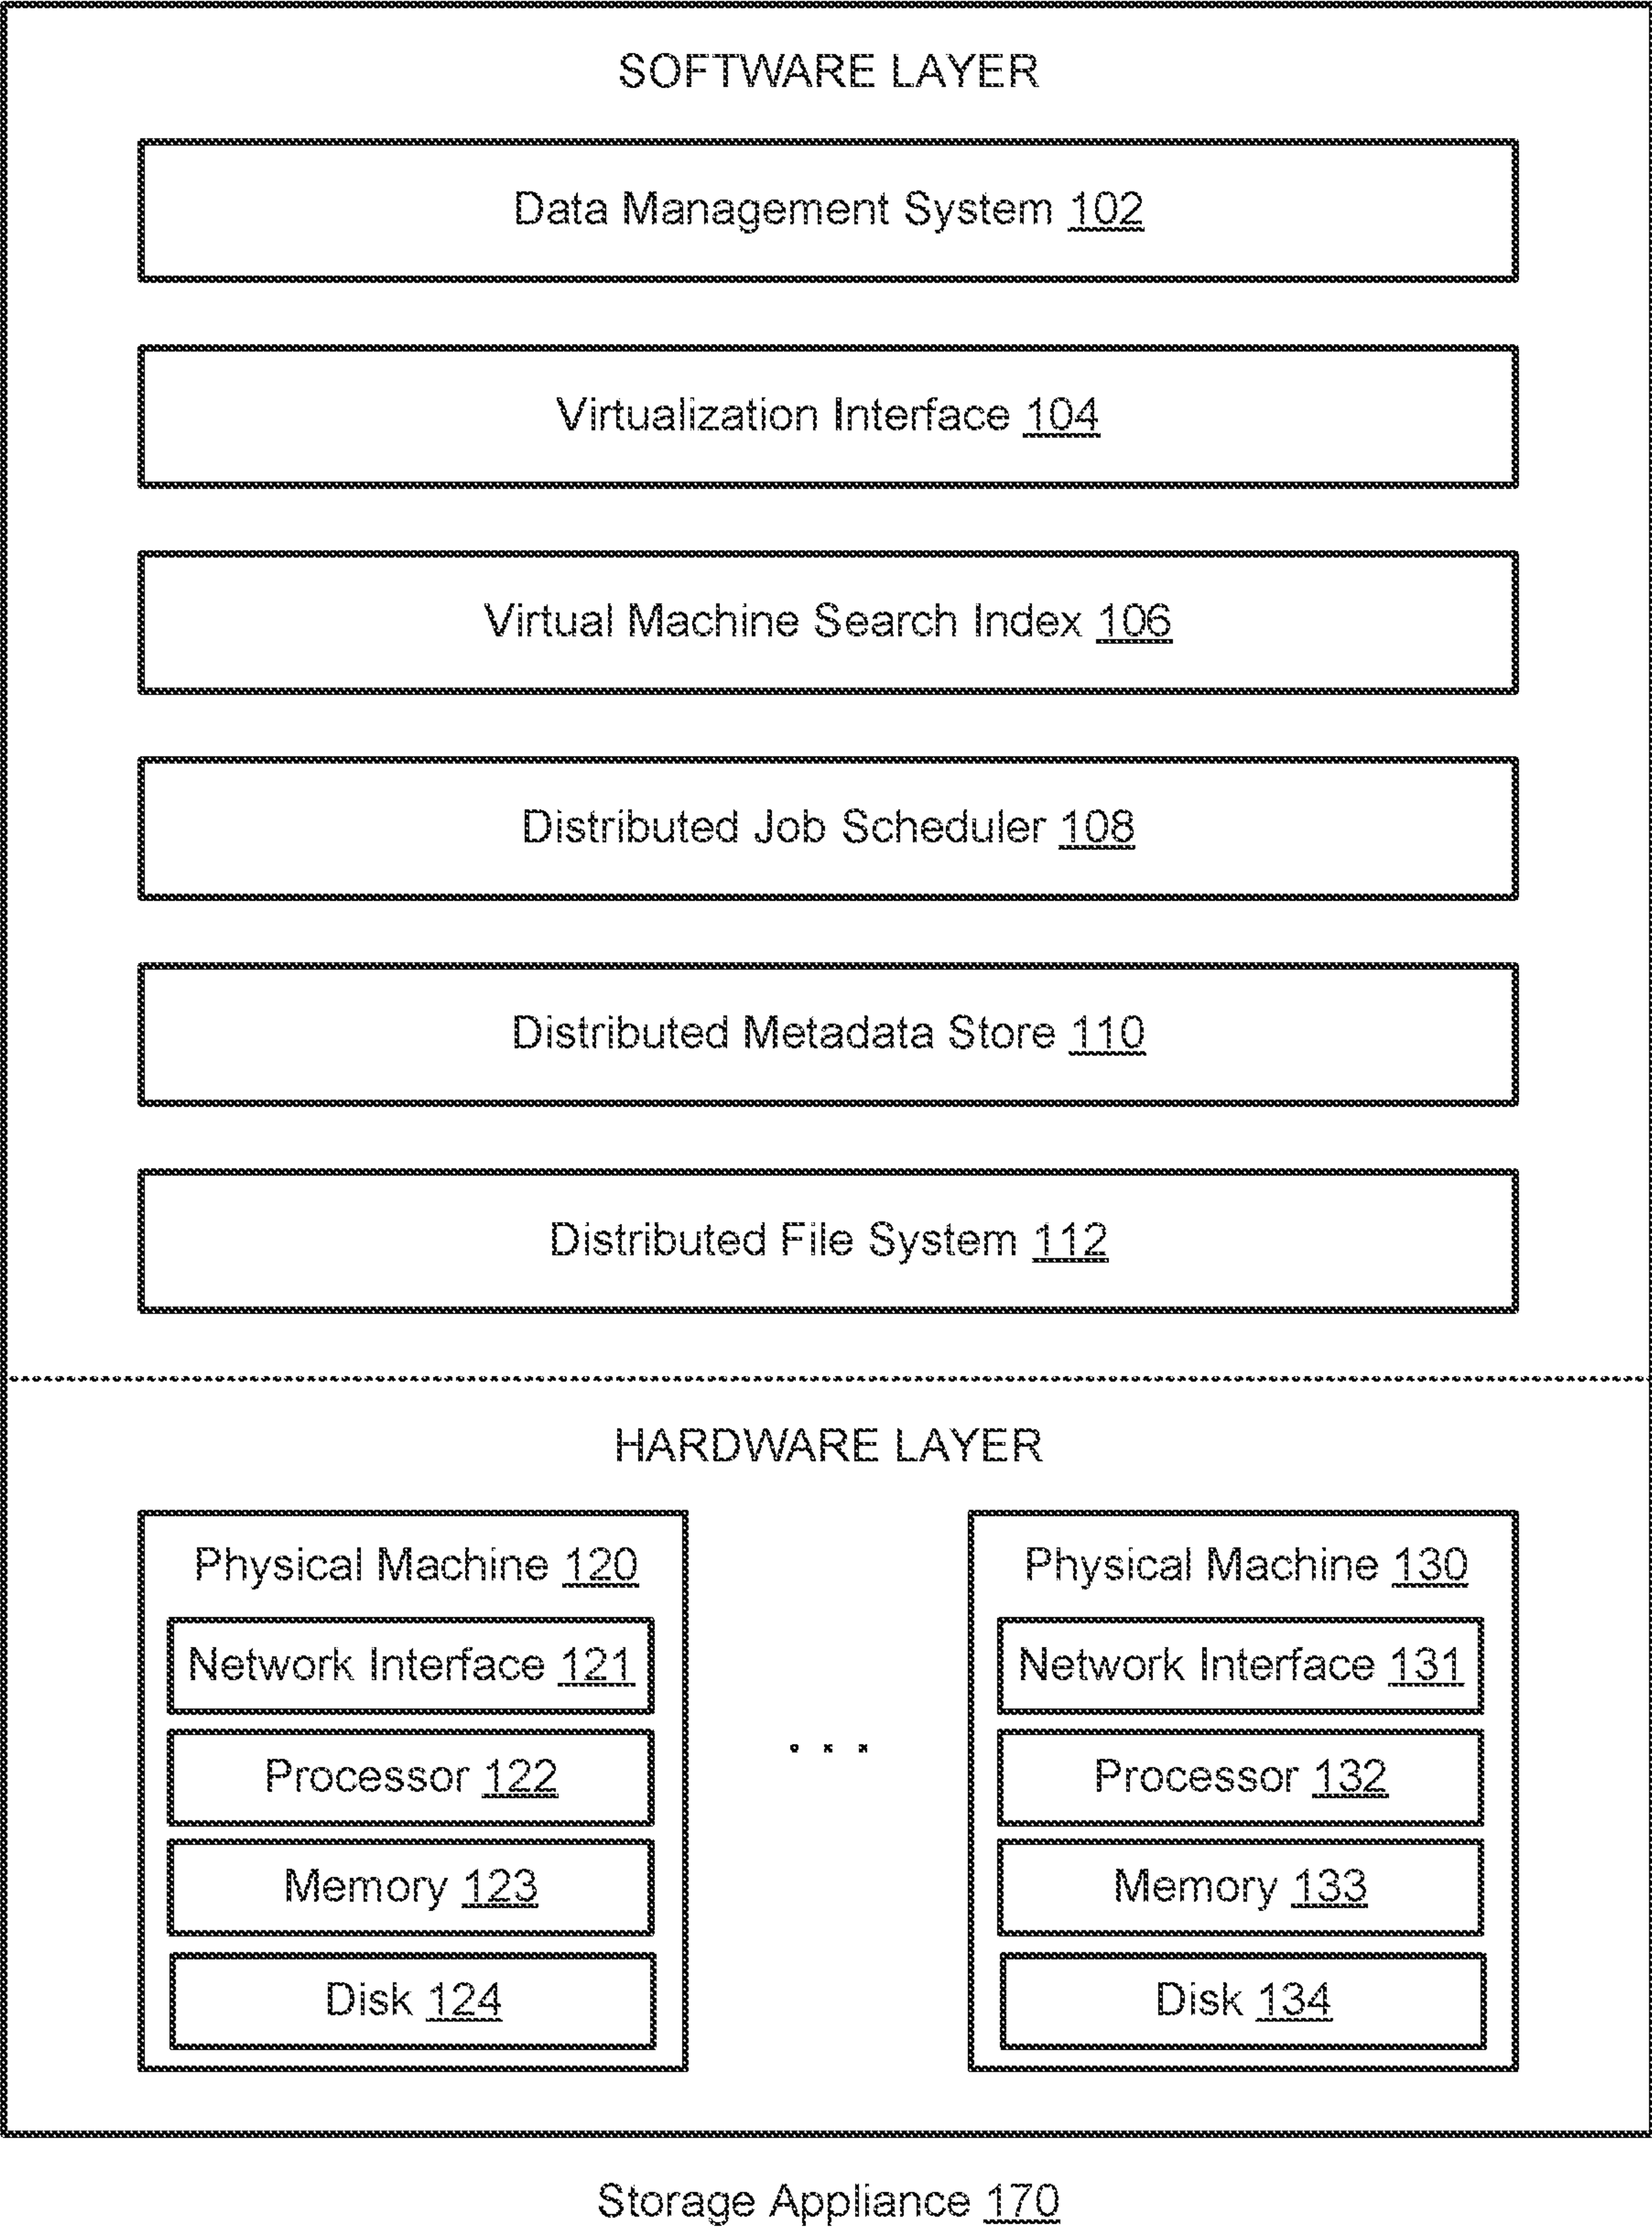 SOFTWARE LAYER
Data Management System 102
Virtualization Interface 104
Virtual Machine Search Index 106
Distributed Job Scheduler 108
Distributed Metadata Store 110
Distributed File System 112
HARDWARE LAYER
Physical Machine 120
Network Interface 121
Processor 122
Memory 123
Disk 124
. . .
Physical Machine 130
Network Interface 131
Processor 132
Memory 133
Disk 134
Storage Appliance 170